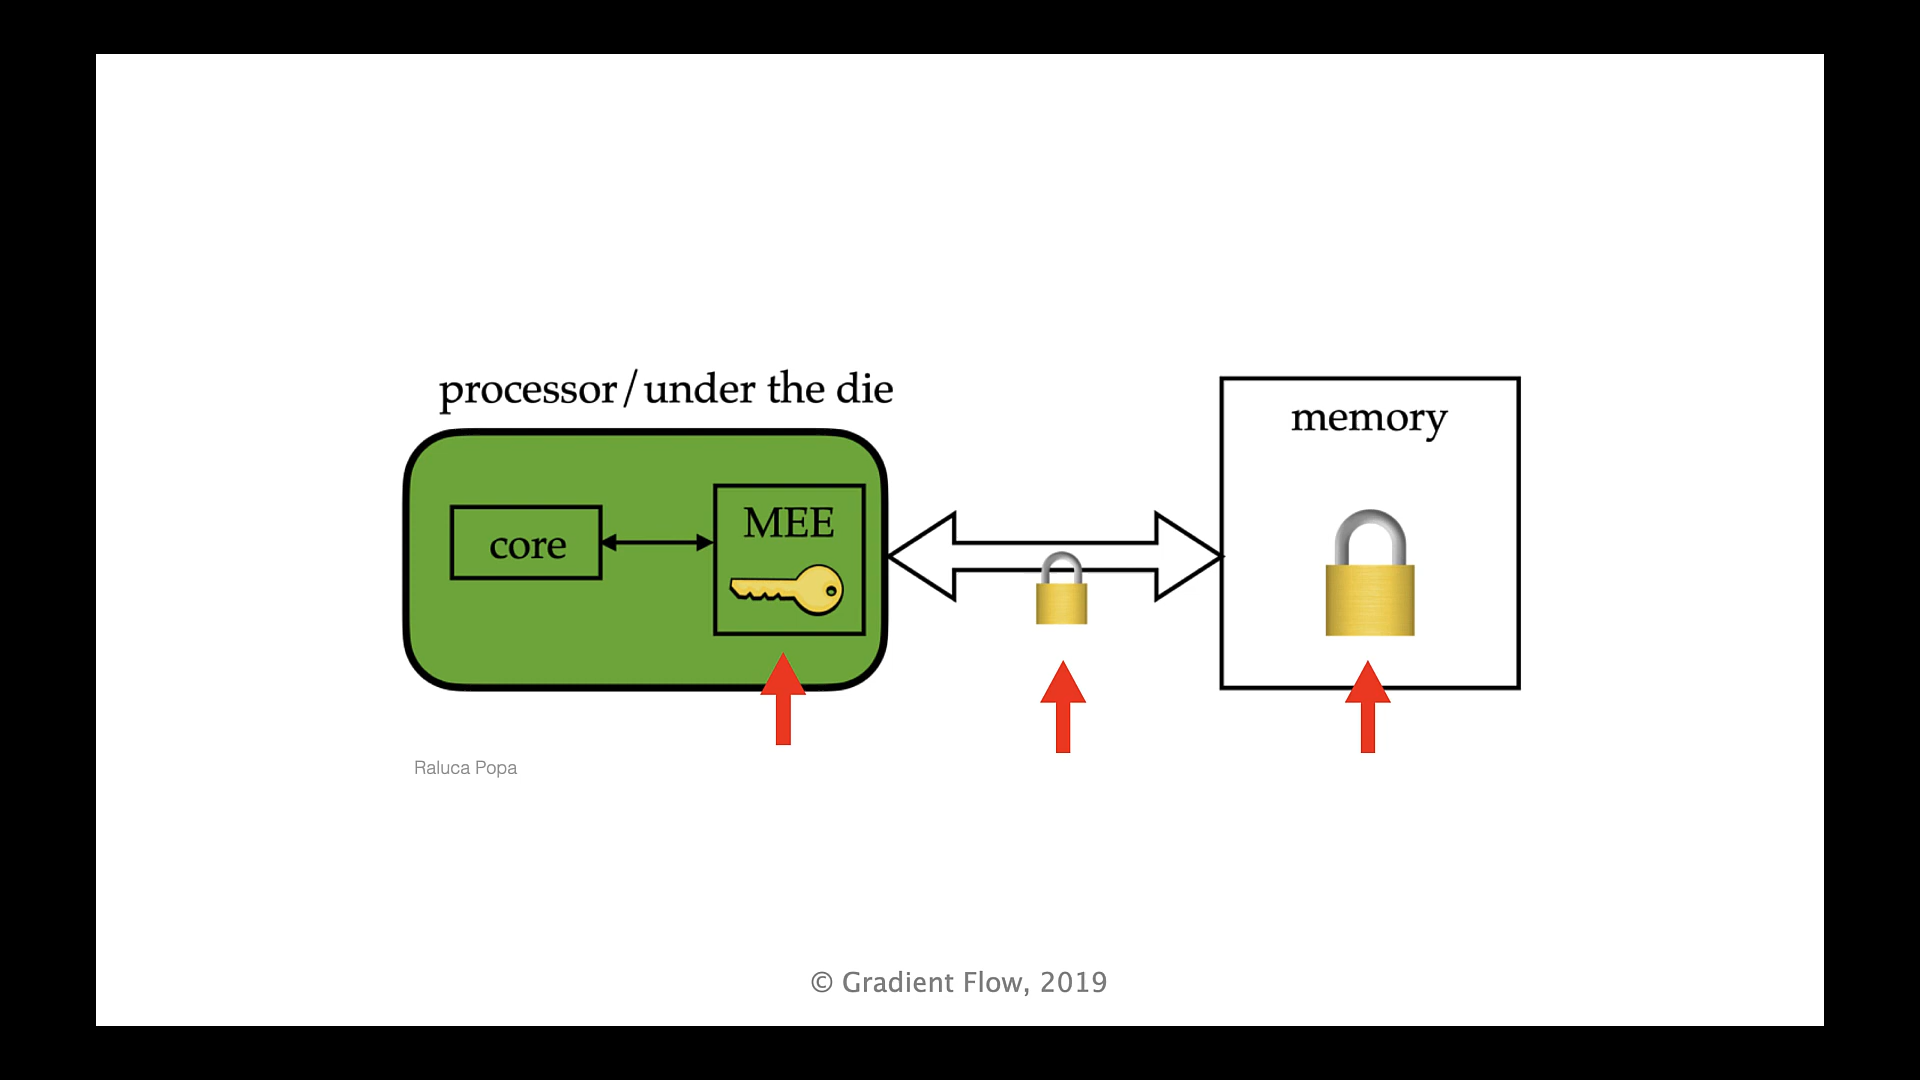 processor/under the die
memory
core
MEE
Raluca Popa
© Gradient Flow, 2019